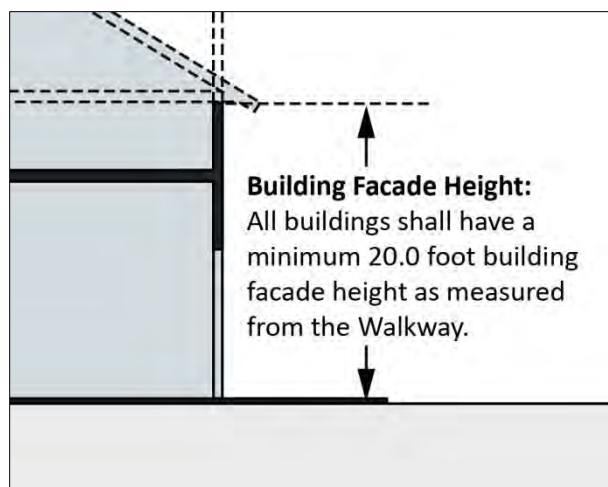 Building Facade Height:
All buildings shall have a
minimum 20.0 foot building
facade height as measured
from the Walkway.